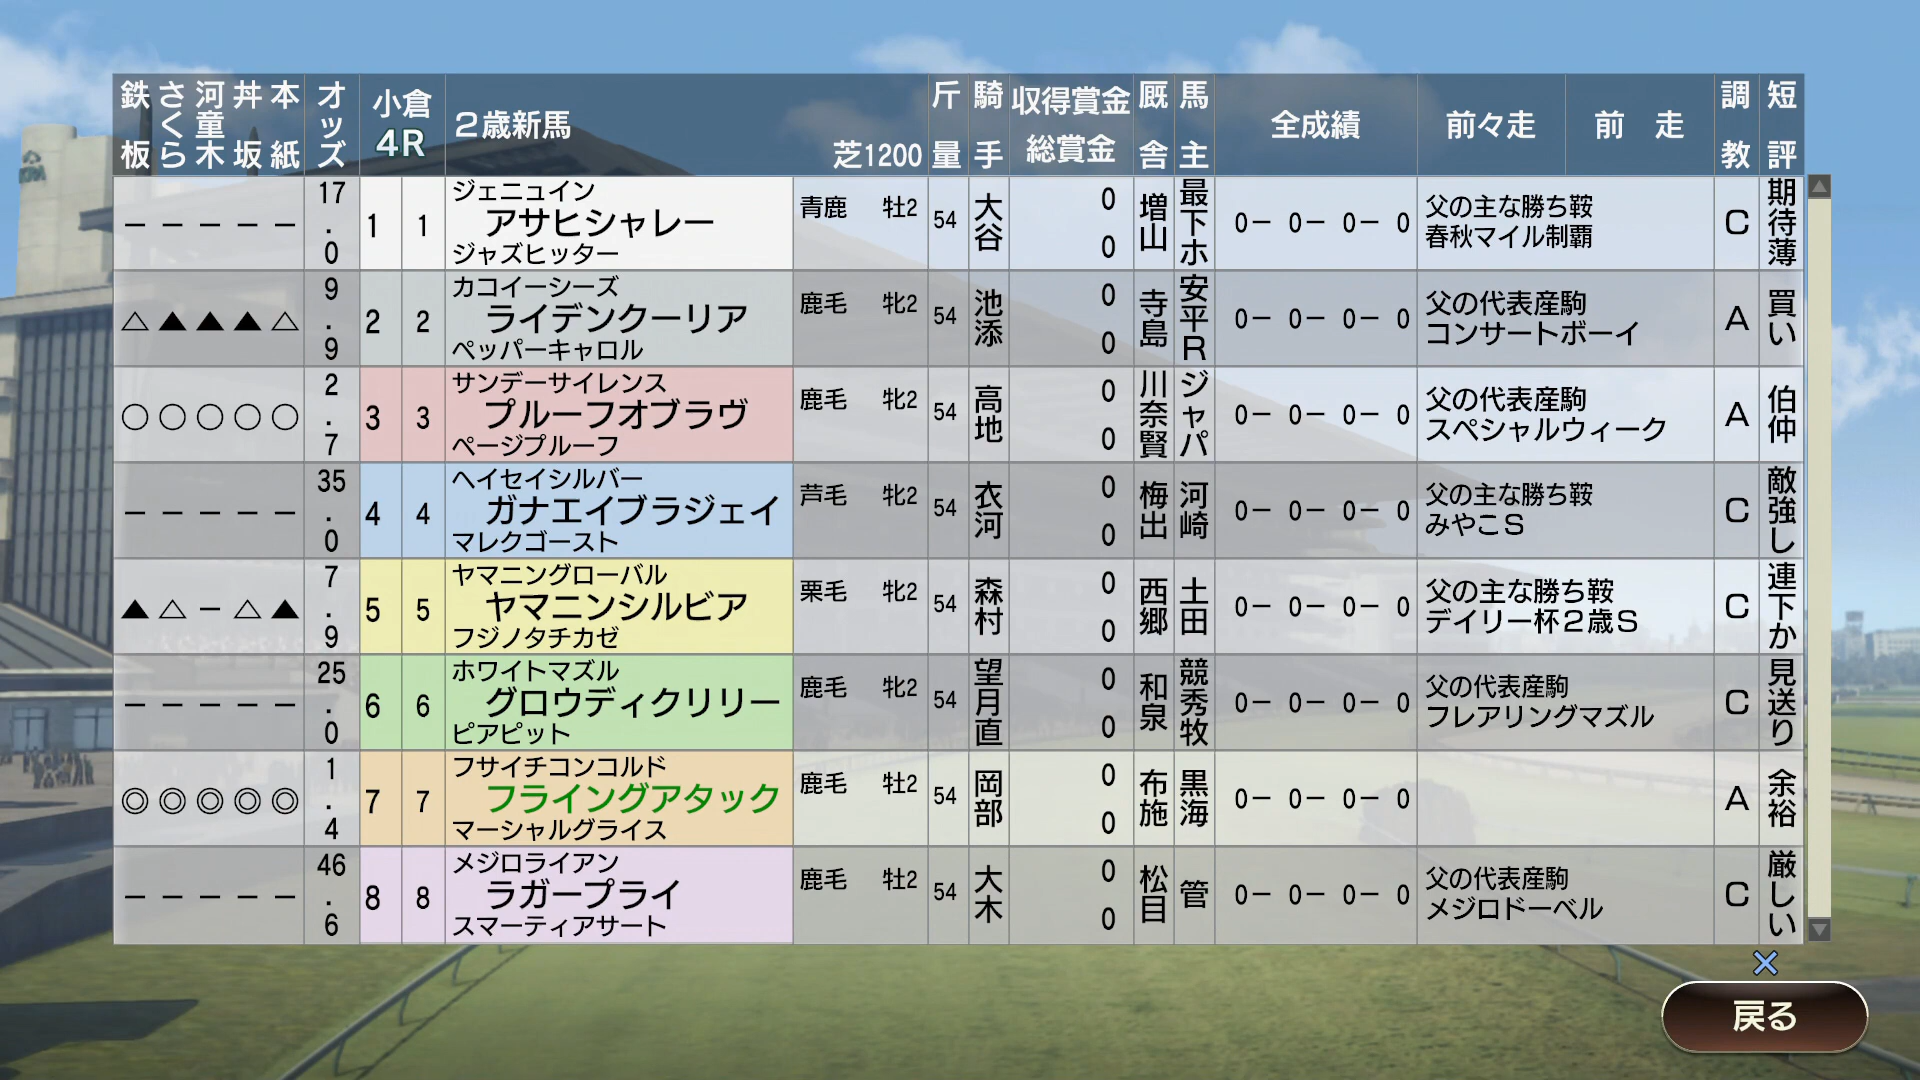 鉄板 さくら 河童木 丼坂 本紙 オッズ 小倉 4R 2歳新馬 芝1200 斤量 騎手 収得賞金 総賞金 厩舎 馬主 全成績 前々走 前 走 調教 短評
ジェニュイン
－ － － － － 17.0 1 1 アサヒシャレー 青鹿 牡2 54 大谷 0 0 増山 最下ホ 0－ 0－ 0－ 0 父の主な勝ち鞍 春秋マイル制覇 C 期待薄
ジャズヒッター
カコイーシーズ
△ ▲ ▲ ▲ △ 9.9 2 2 ライデンクーリア 鹿毛 牝2 54 池添 0 0 寺島 安平R 0－ 0－ 0－ 0 父の代表産駒 コンサートボーイ A 買い
ペッパーキャロル
サンデーサイレンス
○ ○ ○ ○ ○ 2.7 3 3 プルーフオブラヴ 鹿毛 牝2 54 高地 0 0 川奈賢 ジャパ 0－ 0－ 0－ 0 父の代表産駒 スペシャルウィーク A 伯仲
ページプルーフ
ヘイセイシルバー
－ － － － － 35.0 4 4 ガナエイブラジェイ 芦毛 牝2 54 衣河 0 0 梅出 河崎 0－ 0－ 0－ 0 父の主な勝ち鞍 みやこS C 敵強し
マレクゴースト
ヤマニングローバル
▲ △ － △ ▲ 7.9 5 5 ヤマニンシルビア 栗毛 牝2 54 森村 0 0 西郷 土田 0－ 0－ 0－ 0 父の主な勝ち鞍 デイリー杯2歳S C 連下か
フジノタチカゼ
ホワイトマズル
－ － － － － 25.0 6 6 グロウディクリリー 鹿毛 牝2 54 望月直 0 0 和泉 競秀牧 0－ 0－ 0－ 0 父の代表産駒 フレアリングマズル C 見送り
ピアピット
フサイチコンコルド
◎ ◎ ◎ ◎ ◎ 1.4 7 7 フライングアタック 鹿毛 牡2 54 岡部 0 0 布施 黒海 0－ 0－ 0－ 0 A 余裕
マーシャルグライス
メジロライアン
－ － － － － 46.6 8 8 ラガープライ 鹿毛 牡2 54 大木 0 0 松目 管 0－ 0－ 0－ 0 父の代表産駒 メジロドーベル C 厳しい
スマーティアサート
戻る